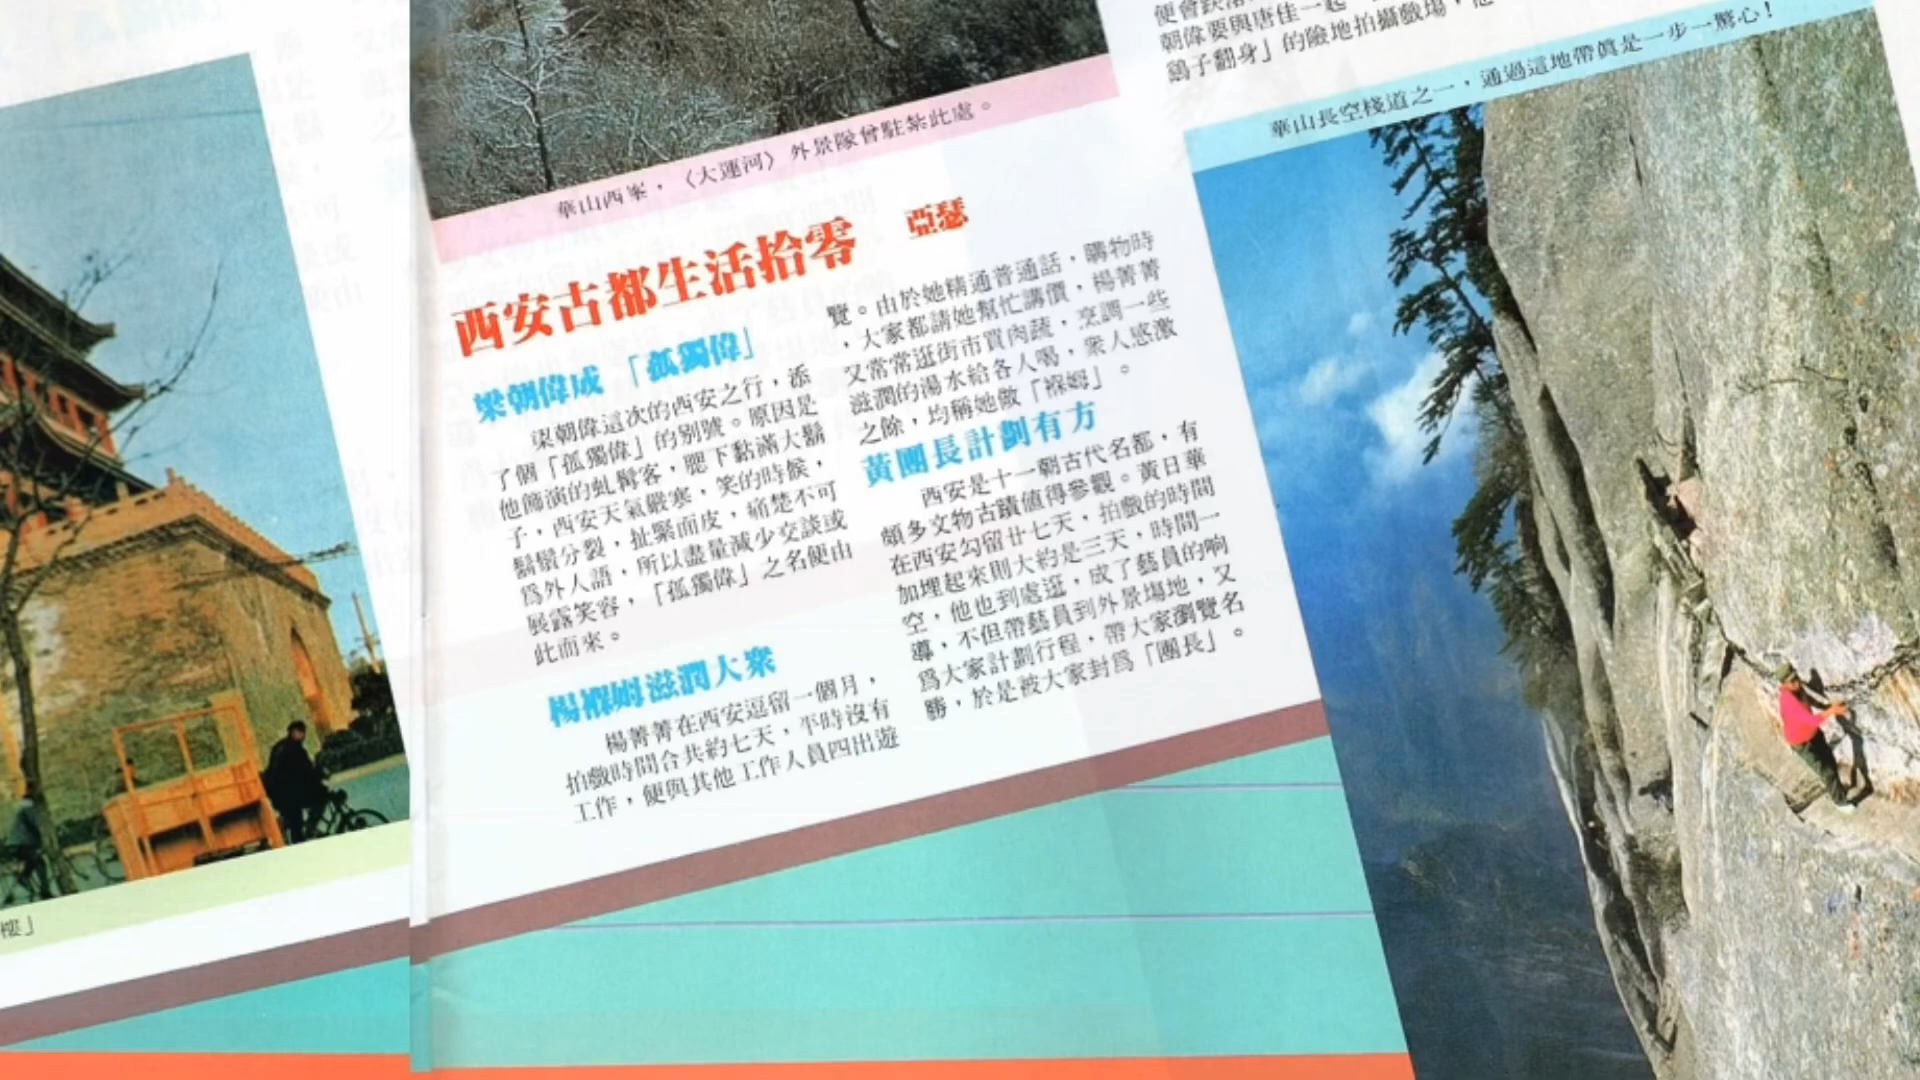 便會
朝偉要與唐佳一起
鷂子翻身」的險地拍攝戲場,他
華山長空棧道之一,通過這地帶眞是一步一驚心!
華山西峯,〈大運河〉外景隊曾駐紮此處。
西安古都生活拾零 亞瑟
梁朝偉成「孤獨偉」
梁朝偉這次的西安之行,添
了個「孤獨偉」的別號。原因是
他飾演的虬髯客,腮下黏滿大鬍
子,西安天氣嚴寒,笑的時候,
鬍鬚分裂,扯緊面皮,痛楚不可
爲外人語,所以盡量減少交談或
展露笑容,「孤獨偉」之名便由
此而來。
楊褓姆滋潤大衆
楊菁菁在西安逗留一個月,
拍戲時間合共約七天,平時沒有
工作,便與其他工作人員四出遊
覽。由於她精通普通話,購物時
,大家都請她幫忙講價,楊菁菁
又常常逛街市買肉蔬,烹調一些
滋潤的湯水給各人喝,衆人感激
之餘,均稱她做「褓姆」。
黃團長計劃有方
西安是十一朝古代名都,有
頗多文物古蹟值得參觀。黃日華
在西安勾留廿七天,拍戲的時間
加埋起來則大約是三天,時間一
空,他也到處逛,成了藝員的响
導,不但帶藝員到外景塲地,又
爲大家計劃行程,帶大家瀏覽名
勝,於是被大家封爲「團長」。
樓」